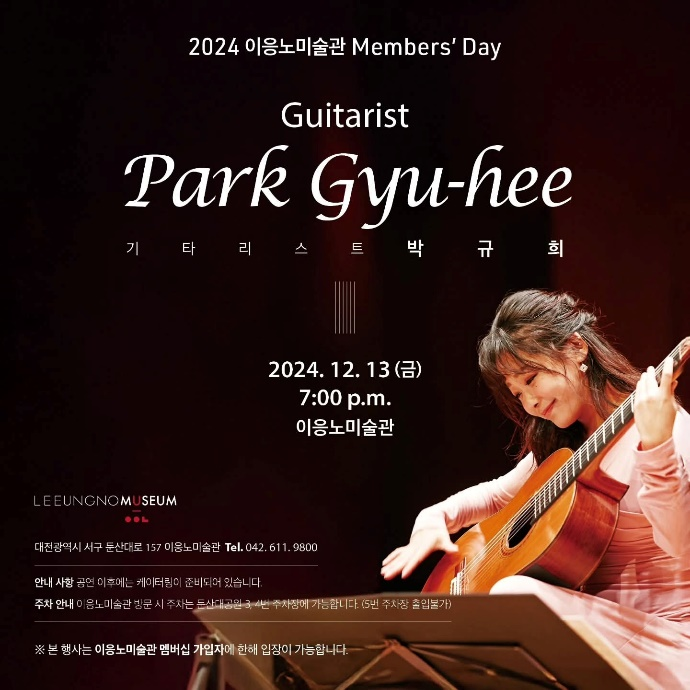 2024 이응노미술관 Members' Day
Guitarist
Park Gyu-hee
기타리스트 박규희
2024. 12. 13 (금)
7:00 p.m.
이응노미술관
LEEUNGNO MUSEUM
대전광역시 서구 둔산대로 157 이응노미술관 Tel. 042. 611. 9800
안내 사항 공연 이후에는 케이터링이 준비되어 있습니다.
주차 안내 이응노미술관 방문 시 주차는 둔산대공원 3, 4번 주차장에 가능합니다. (5번 주차장 출입불가)
※ 본 행사는 이응노미술관 멤버십 가입자에 한해 입장이 가능합니다.